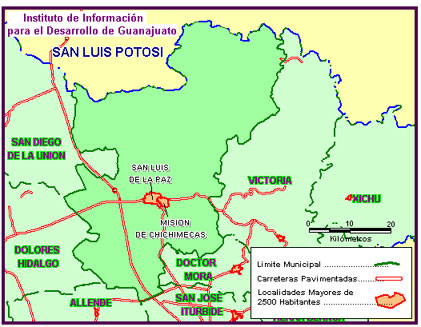 Instituto de Información
para el Desarrollo de Guanajuato
SAN LUIS POTOSI
SAN DIEGO
DE LA UNION
SAN LUIS
DE LA PAZ
VICTORIA
XICHU
MISION
DE CHICHIMECAS
0 10 20
Kilómetros
DOLORES
HIDALGO
DOCTOR
MORA
ALLENDE
SAN JOSÉ
ITURBIDE
Limite Municipal
Carreteras Pavimentadas
Localidades Mayores de
2500 Habitantes